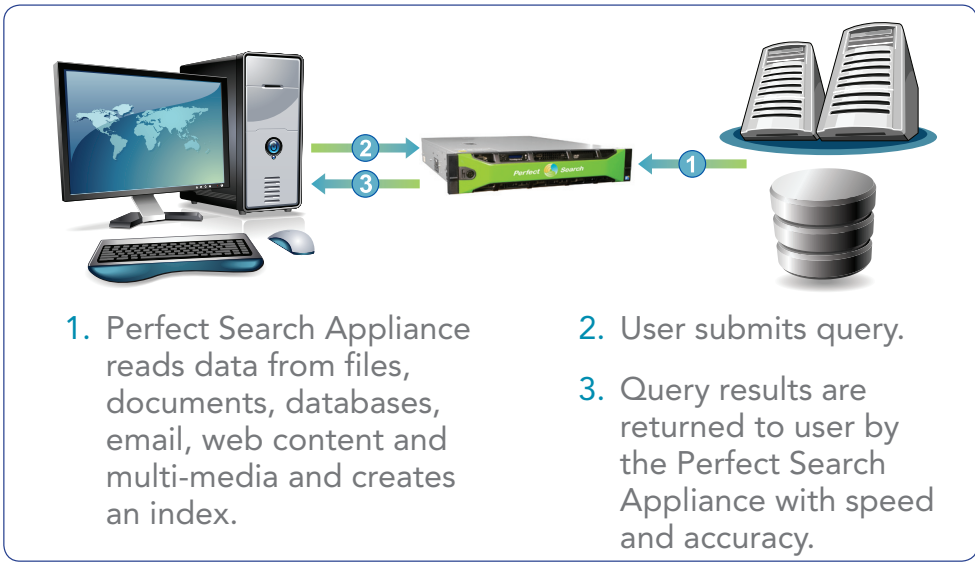 2
3
1
Perfect Search
1. Perfect Search Appliance
reads data from files,
documents, databases,
email, web content and
multi-media and creates
an index.
2. User submits query.
3. Query results are
returned to user by
the Perfect Search
Appliance with speed
and accuracy.